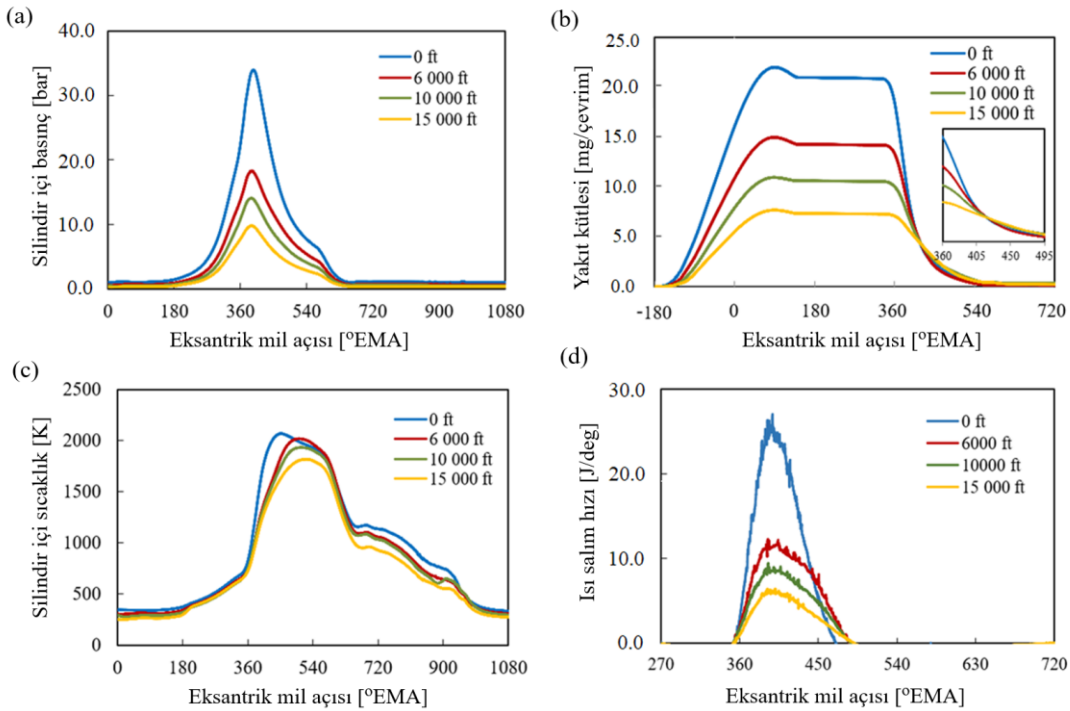 (a)
Silindir içi basınç [bar]
40.0
30.0
20.0
10.0
0.0
0 ft
6 000 ft
10 000 ft
15 000 ft
0 180 360 540 720 900 1080
Eksantrik mil açısı [°EMA]
(b)
Yakıt kütlesi [mg/çevrim]
25.0
20.0
15.0
10.0
5.0
0.0
0 ft
6 000 ft
10 000 ft
15 000 ft
360 405 450 495
-180 0 180 360 540 720
Eksantrik mil açısı [°EMA]
(c)
Silindir içi sıcaklık [K]
2500
2000
1500
1000
500
0
0 ft
6 000 ft
10 000 ft
15 000 ft
0 180 360 540 720 900 1080
Eksantrik mil açısı [°EMA]
(d)
Isı salım hızı [J/deg]
30.0
20.0
10.0
0.0
0 ft
6000 ft
10000 ft
15 000 ft
270 360 450 540 630 720
Eksantrik mil açısı [°EMA]